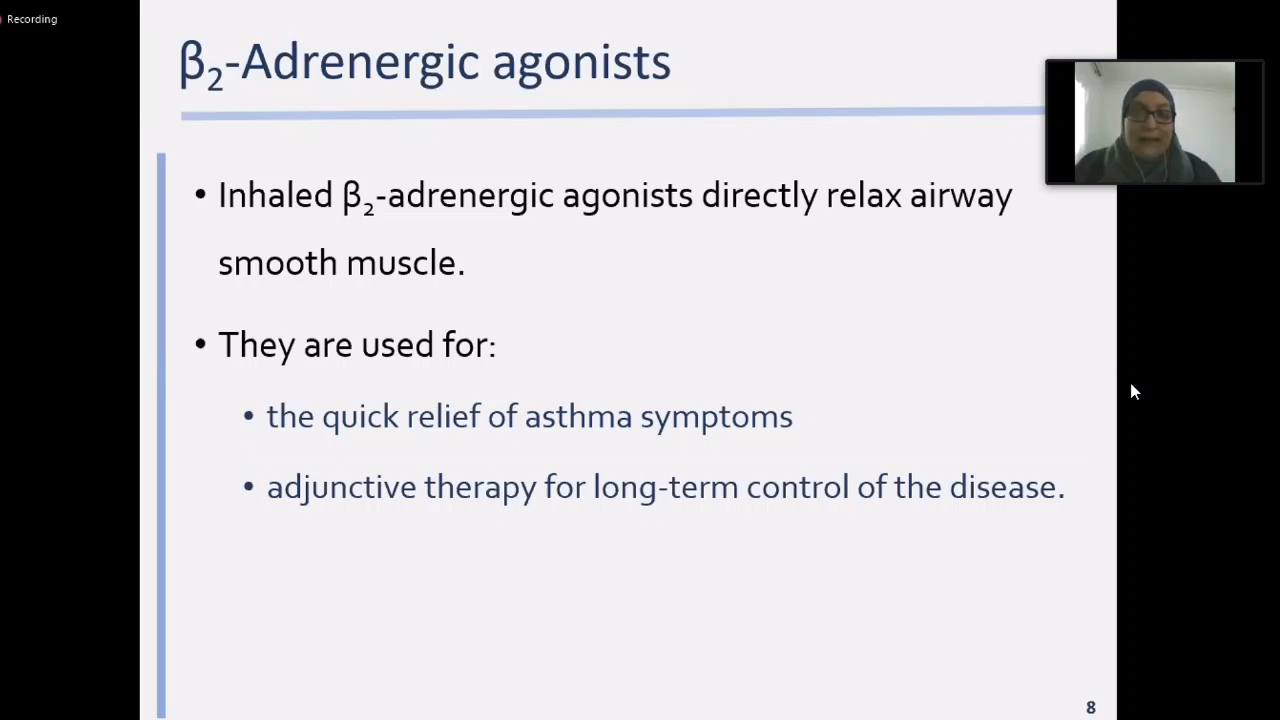 Recording
β₂-Adrenergic agonists
• Inhaled β₂-adrenergic agonists directly relax airway
smooth muscle.
• They are used for:
• the quick relief of asthma symptoms
• adjunctive therapy for long-term control of the disease.
8